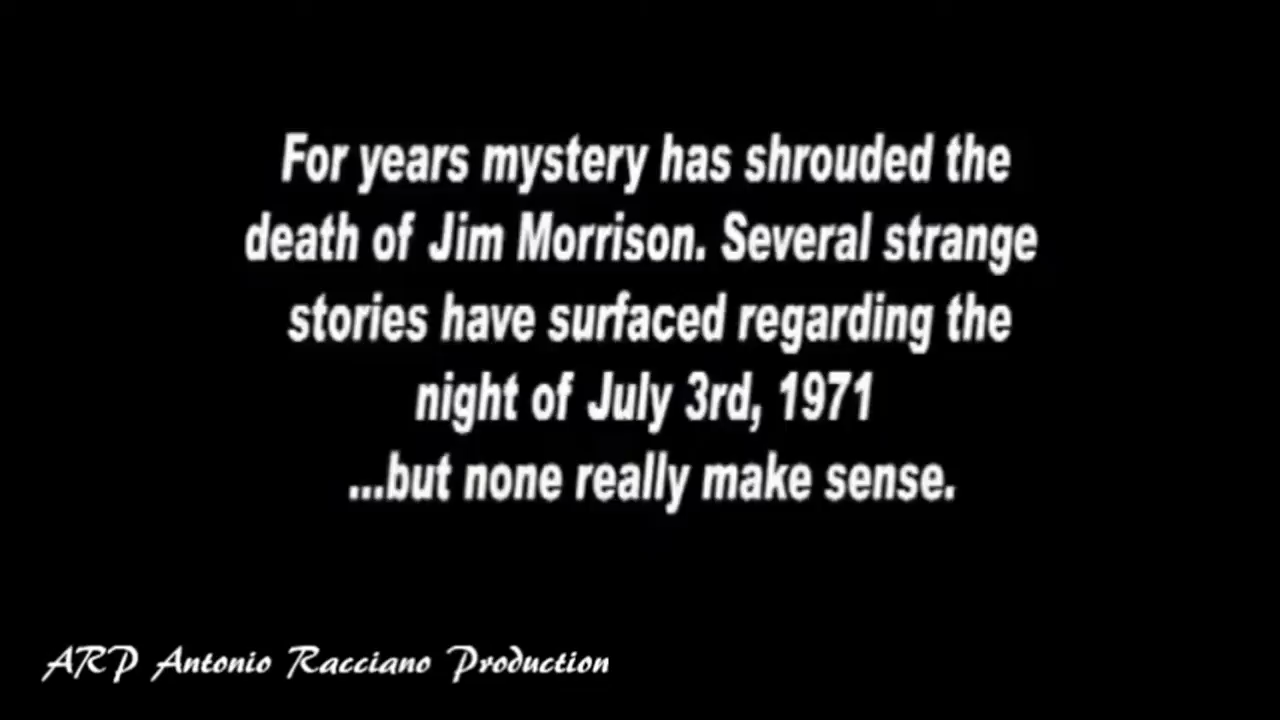 For years mystery has shrouded the
death of Jim Morrison. Several strange
stories have surfaced regarding the
night of July 3rd, 1971
...but none really make sense.
ARP Antonio Racciano Production